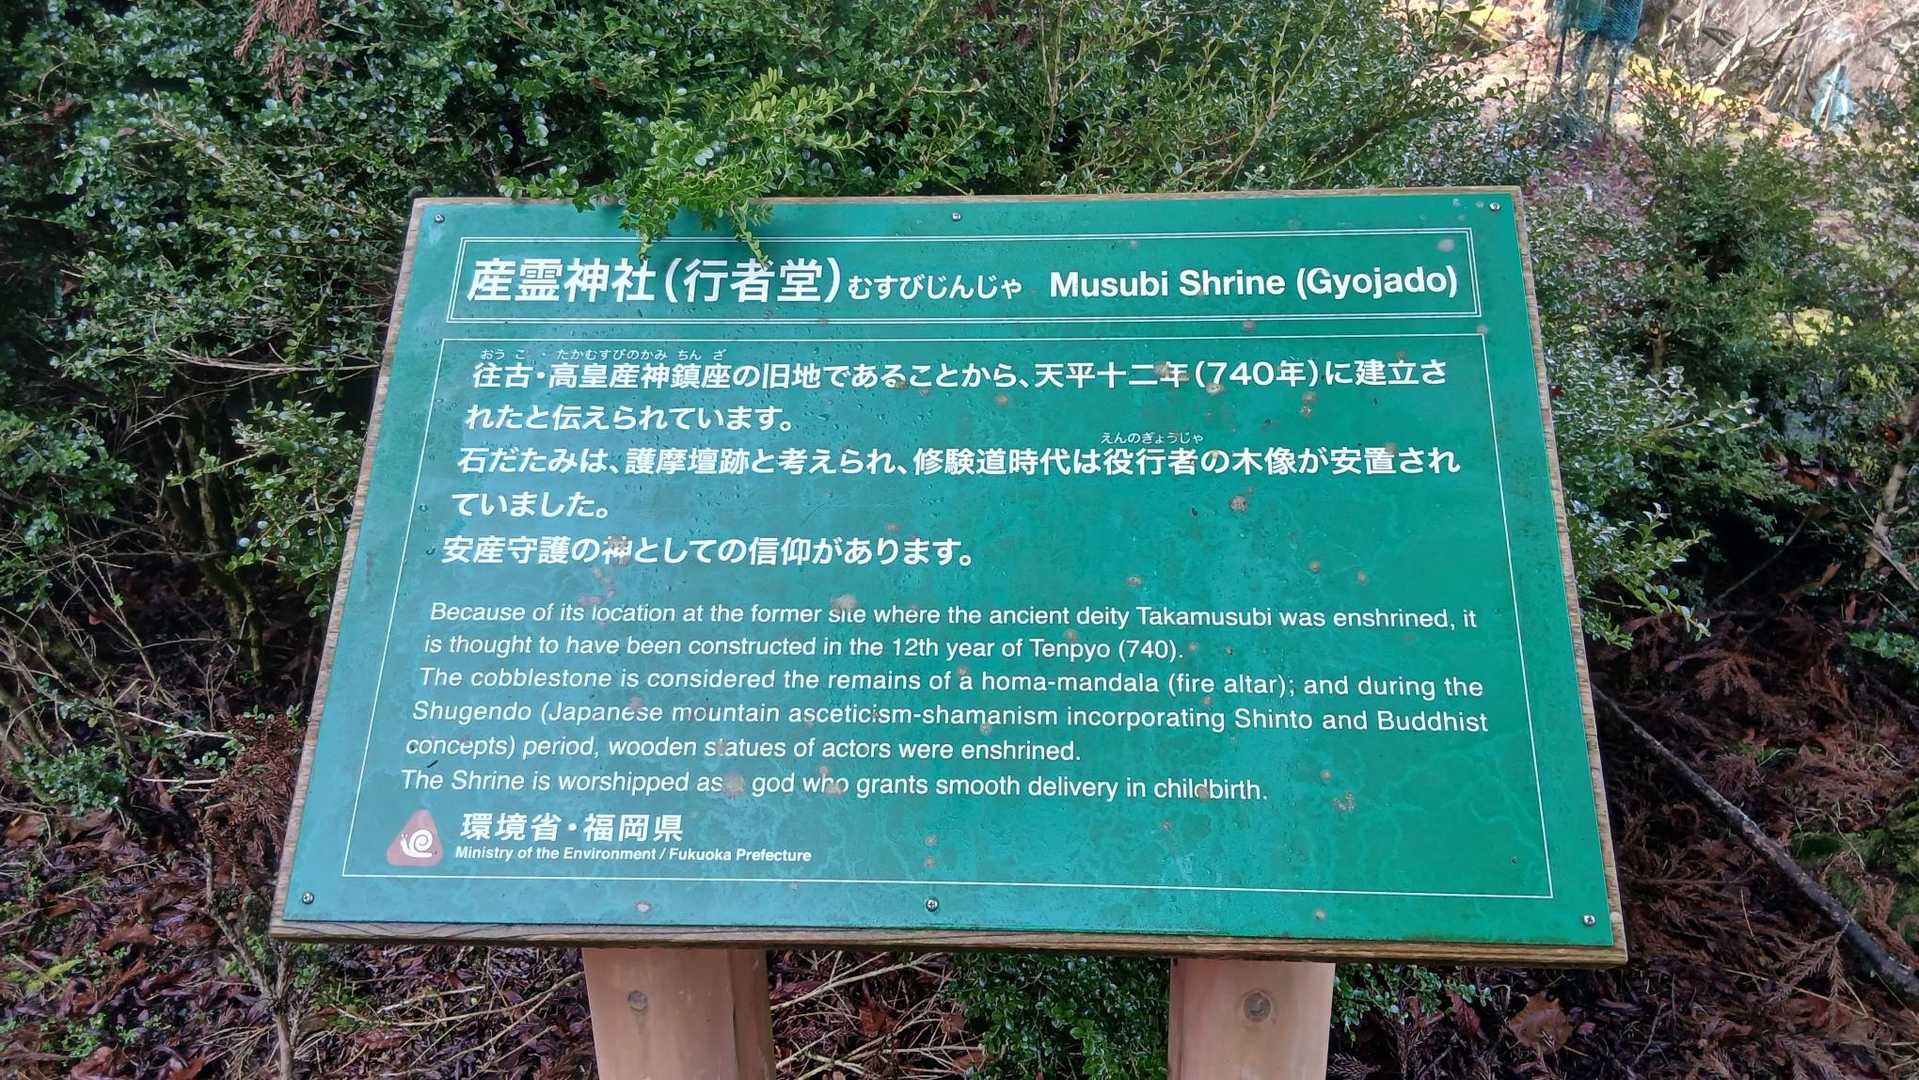 産霊神社(行者堂)むすびじんじゃ Musubi Shrine (Gyojado)
おうこ・たかむすびのかみ ちんざ
往古・高皇産神鎮座の旧地であることから、天平十二年(740年)に建立さ
れたと伝えられています。
えんのぎょうじゃ
石だたみは、護摩壇跡と考えられ、修験道時代は役行者の木像が安置され
ていました。
安産守護の神としての信仰があります。
Because of its location at the former site where the ancient deity Takamusubi was enshrined, it
is thought to have been constructed in the 12th year of Tenpyo (740).
The cobblestone is considered the remains of a homa-mandala (fire altar); and during the
Shugendo (Japanese mountain asceticism-shamanism incorporating Shinto and Buddhist
concepts) period, wooden statues of actors were enshrined.
The Shrine is worshipped as god who grants smooth delivery in childbirth.
環境省・福岡県
Ministry of the Environment / Fukuoka Prefecture